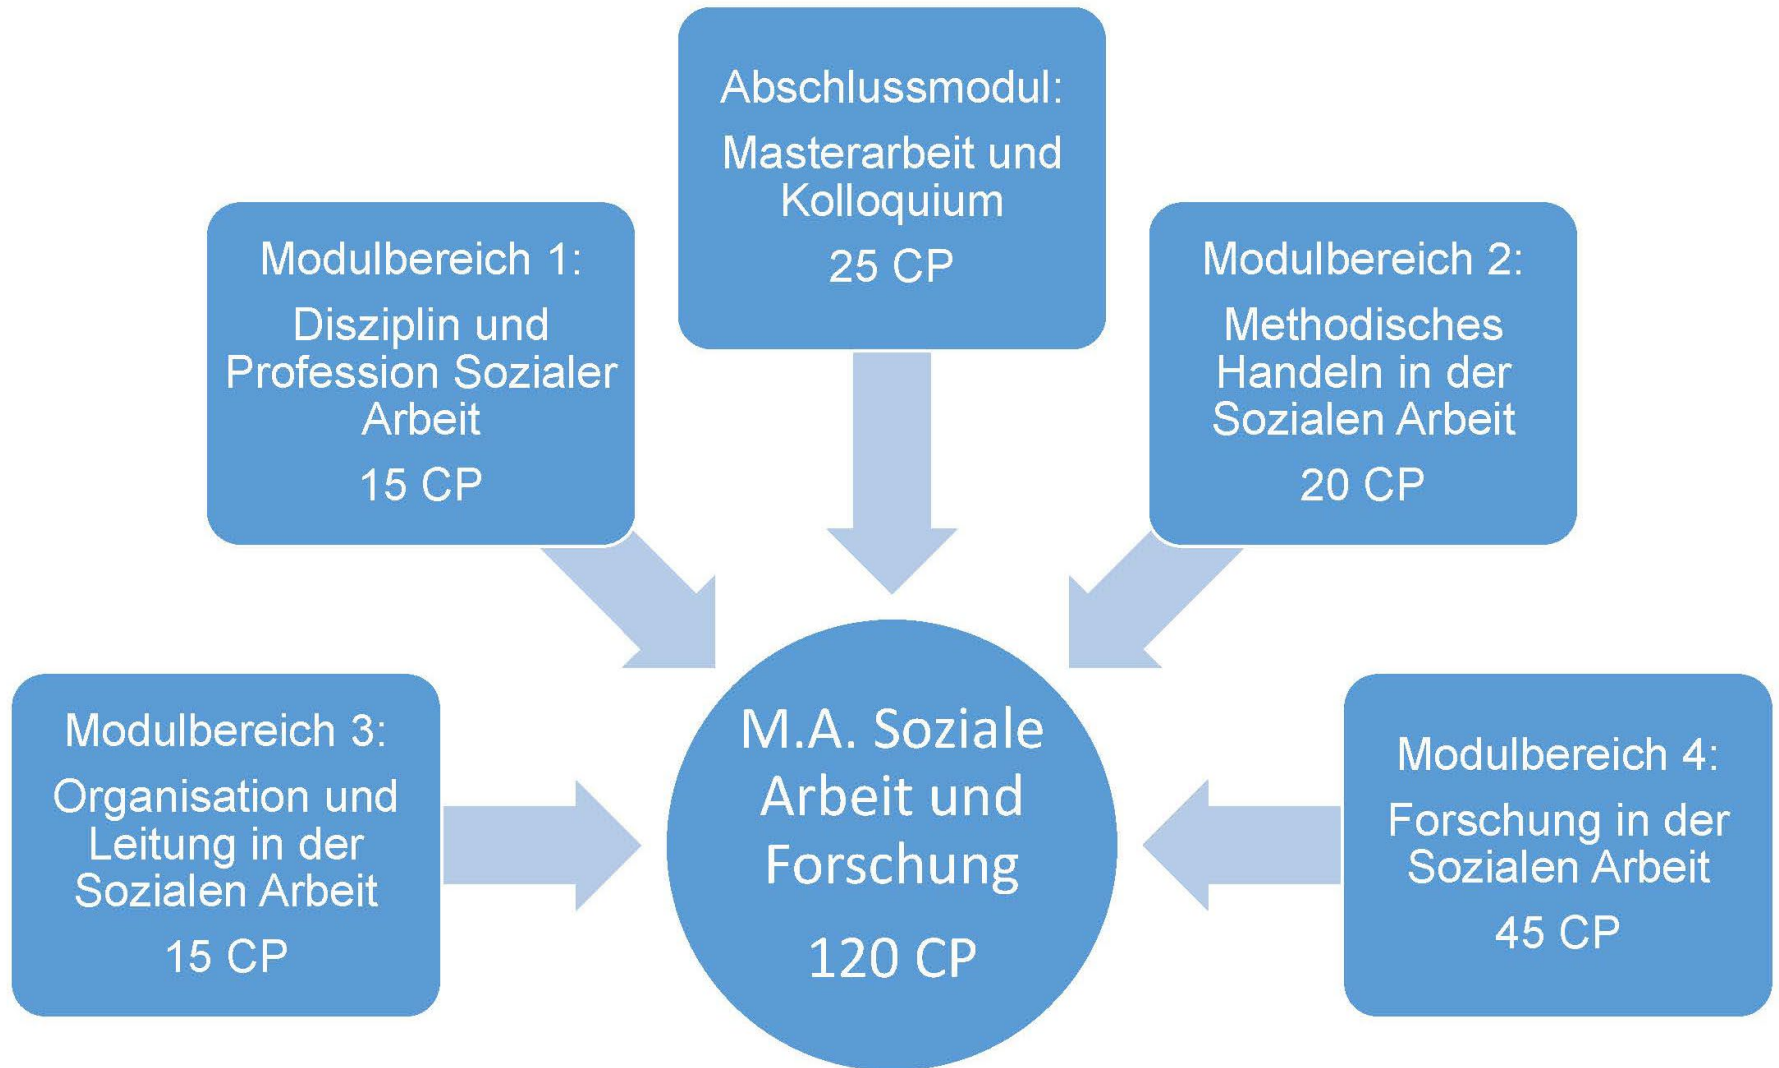 Abschlussmodul:
Masterarbeit und
Kolloquium
25 CP
Modulbereich 1:
Disziplin und
Profession Sozialer
Arbeit
15 CP
Modulbereich 2:
Methodisches
Handeln in der
Sozialen Arbeit
20 CP
Modulbereich 3:
Organisation und
Leitung in der
Sozialen Arbeit
15 CP
M.A. Soziale
Arbeit und
Forschung
120 CP
Modulbereich 4:
Forschung in der
Sozialen Arbeit
45 CP